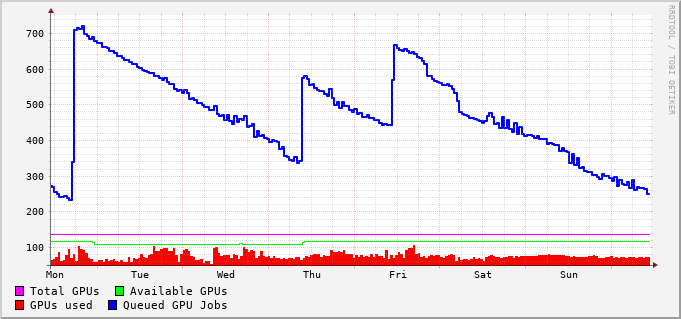 RRDTOOL / TOBI OETIKER
700
600
500
400
300
200
100
Mon Tue Wed Thu Fri Sat Sun
Total GPUs Available GPUs
GPUs used Queued GPU Jobs